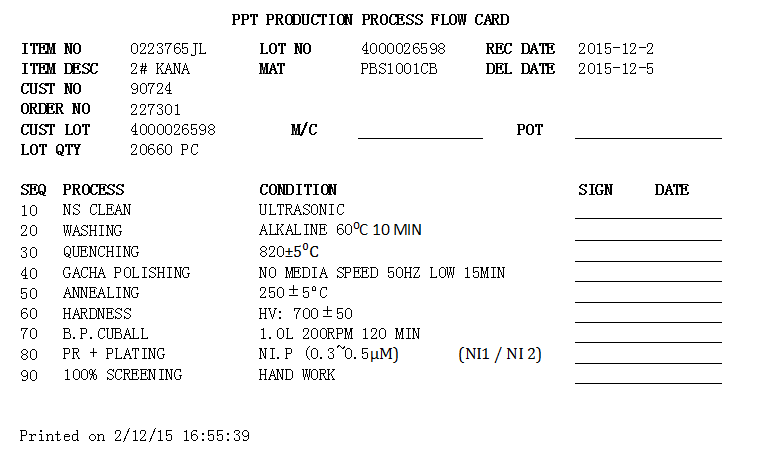 PPT PRODUCTION PROCESS FLOW CARD
ITEM NO 0223765JL LOT NO 4000026598 REC DATE 2015-12-2
ITEM DESC 2# KANA MAT PBS1001CB DEL DATE 2015-12-5
CUST NO 90724
ORDER NO 227301
CUST LOT 4000026598 M/C POT
LOT QTY 20660 PC
SEQ PROCESS CONDITION SIGN DATE
10 NS CLEAN ULTRASONIC
20 WASHING ALKALINE 60⁰C 10 MIN
30 QUENCHING 820±5⁰C
40 GACHA POLISHING NO MEDIA SPEED 50HZ LOW 15MIN
50 ANNEALING 250±5°C
60 HARDNESS HV: 700±50
70 B.P.CUBALL 1.0L 200RPM 120 MIN
80 PR + PLATING NI.P (0.3~0.5µM) (NI1 / NI 2)
90 100% SCREENING HAND WORK
Printed on 2/12/15 16:55:39